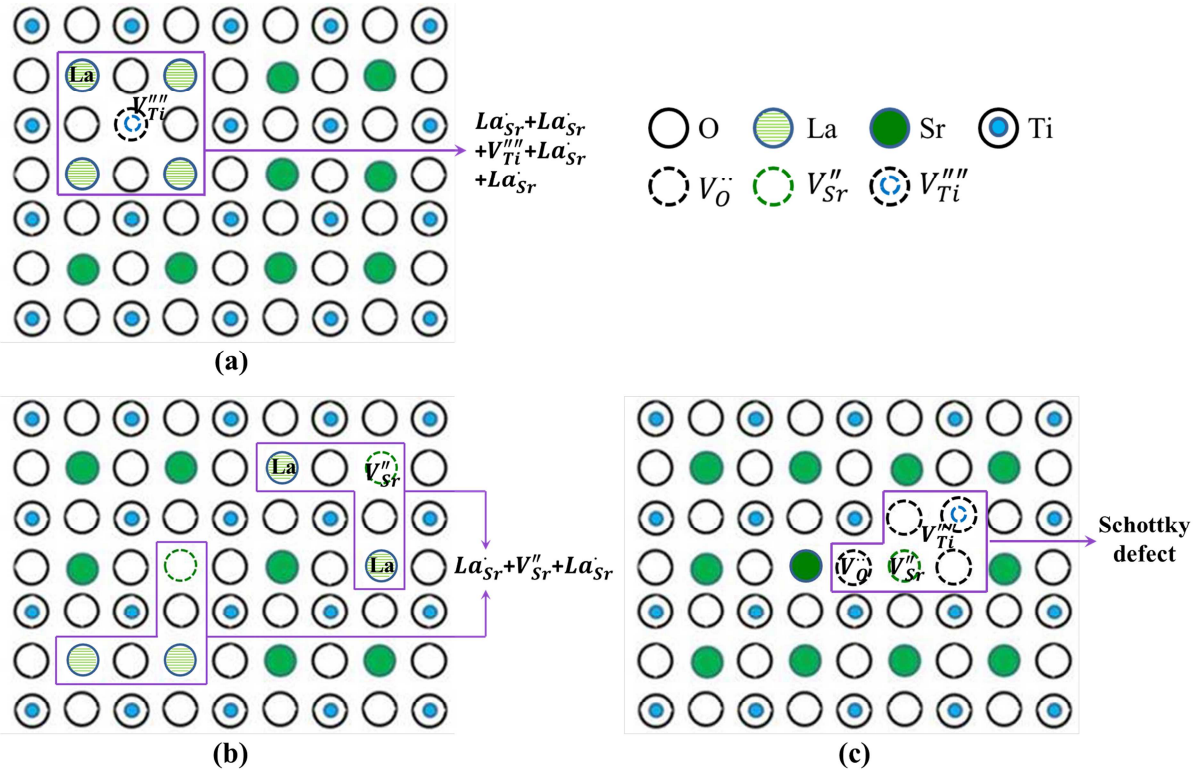 La
V''''Ti
La˙Sr+La˙Sr
+V''''Ti+La˙Sr
+La˙Sr
O
La
Sr
Ti
V¨O
V''Sr
V''''Ti
(a)
La
V''Sr
La
La˙Sr+V''Sr+La˙Sr
(b)
V''''Ti
V¨O
V''Sr
Schottky
defect
(c)